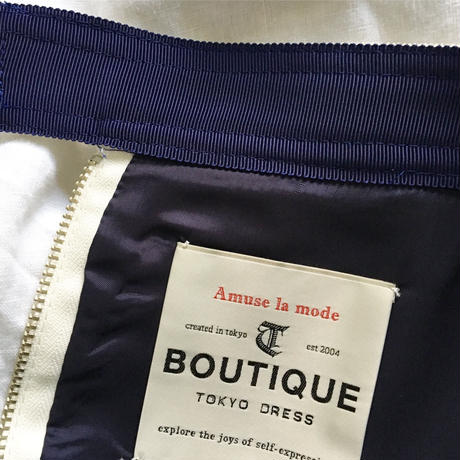 Amuse la mode
created in tokyo T est 2004
BOUTIQUE
TOKYO DRESS
explore the joys of self-express